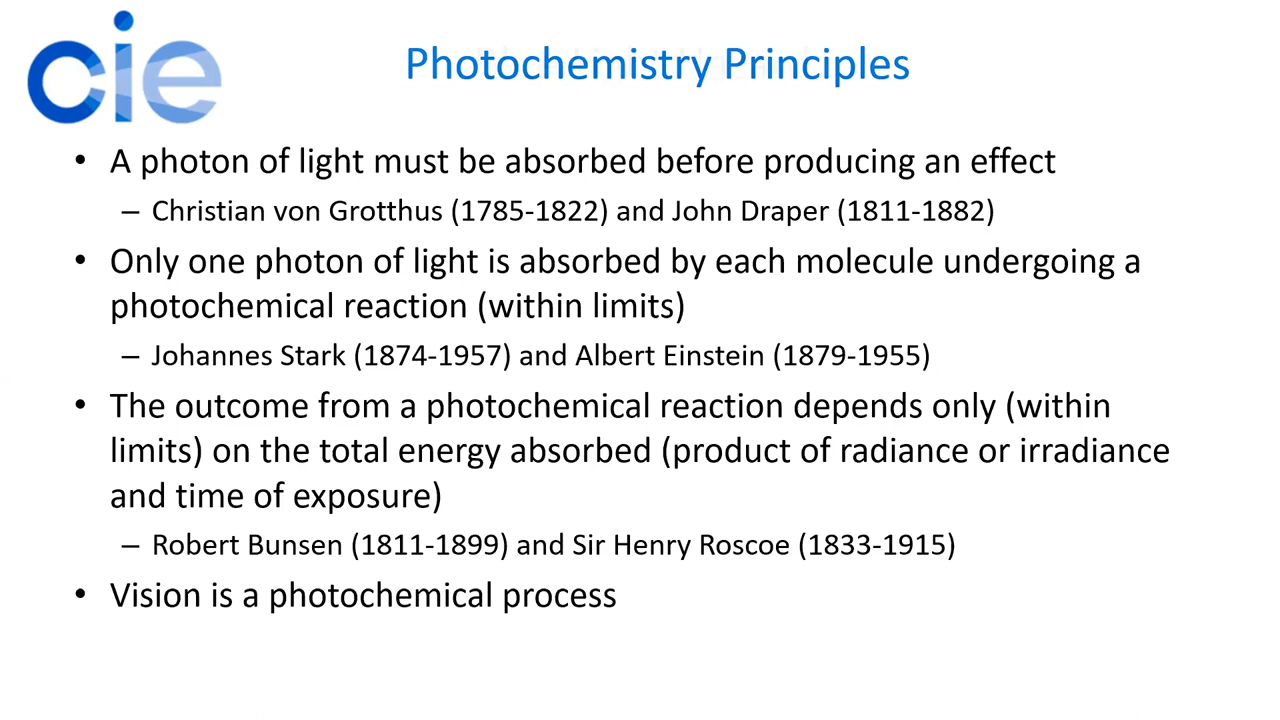 cie
Photochemistry Principles
• A photon of light must be absorbed before producing an effect
– Christian von Grotthus (1785-1822) and John Draper (1811-1882)
• Only one photon of light is absorbed by each molecule undergoing a
photochemical reaction (within limits)
– Johannes Stark (1874-1957) and Albert Einstein (1879-1955)
• The outcome from a photochemical reaction depends only (within
limits) on the total energy absorbed (product of radiance or irradiance
and time of exposure)
– Robert Bunsen (1811-1899) and Sir Henry Roscoe (1833-1915)
• Vision is a photochemical process